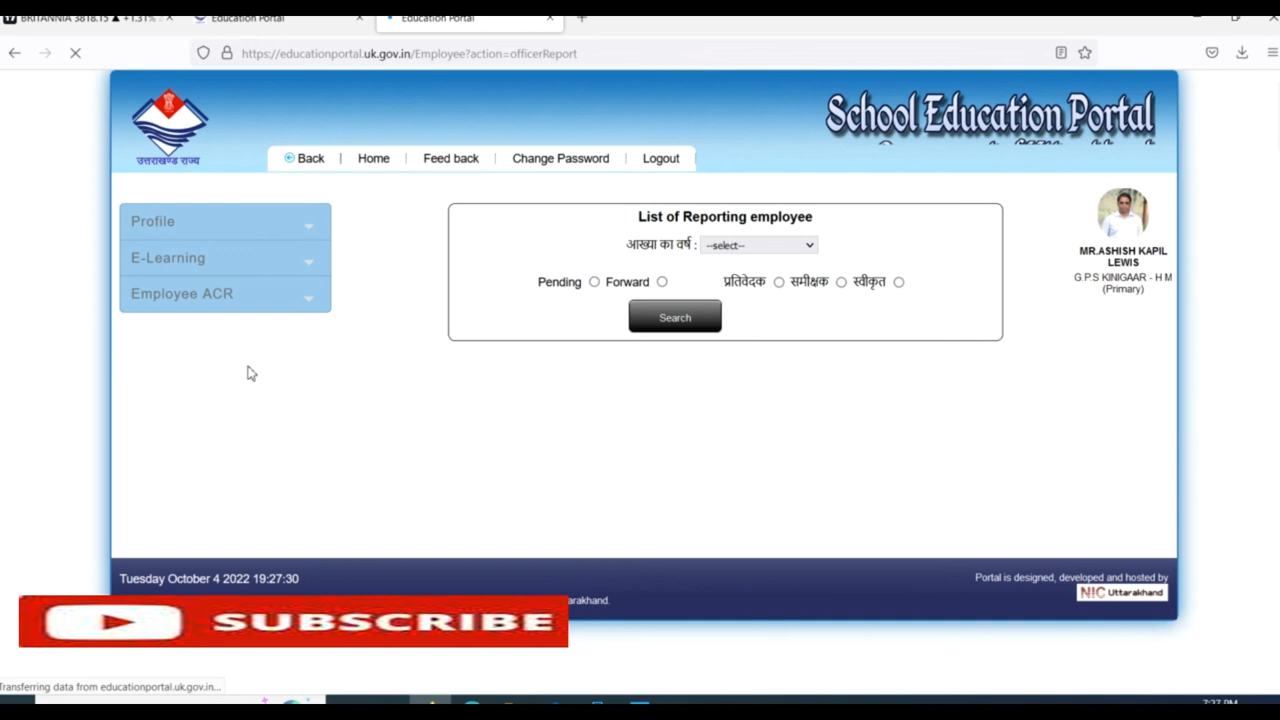 BRITANNIA 3818.15 ▲ +1.31%
Education Portal
Education Portal
https://educationportal.uk.gov.in/Employee?action=officerReport
School Education Portal
उत्तराखण्ड राज्य
Back | Home | Feed back | Change Password | Logout
Profile
E-Learning
Employee ACR
List of Reporting employee
आख्या का वर्ष : --select--
Pending Forward प्रतिवेदक समीक्षक स्वीकृत
Search
MR.ASHISH KAPIL
LEWIS
G.P.S KINIGAAR - H M
(Primary)
Tuesday October 4 2022 19:27:30
Portal is designed, developed and hosted by
NIC Uttarakhand
arakhand.
SUBSCRIBE
Transferring data from educationportal.uk.gov.in...
7:27 PM